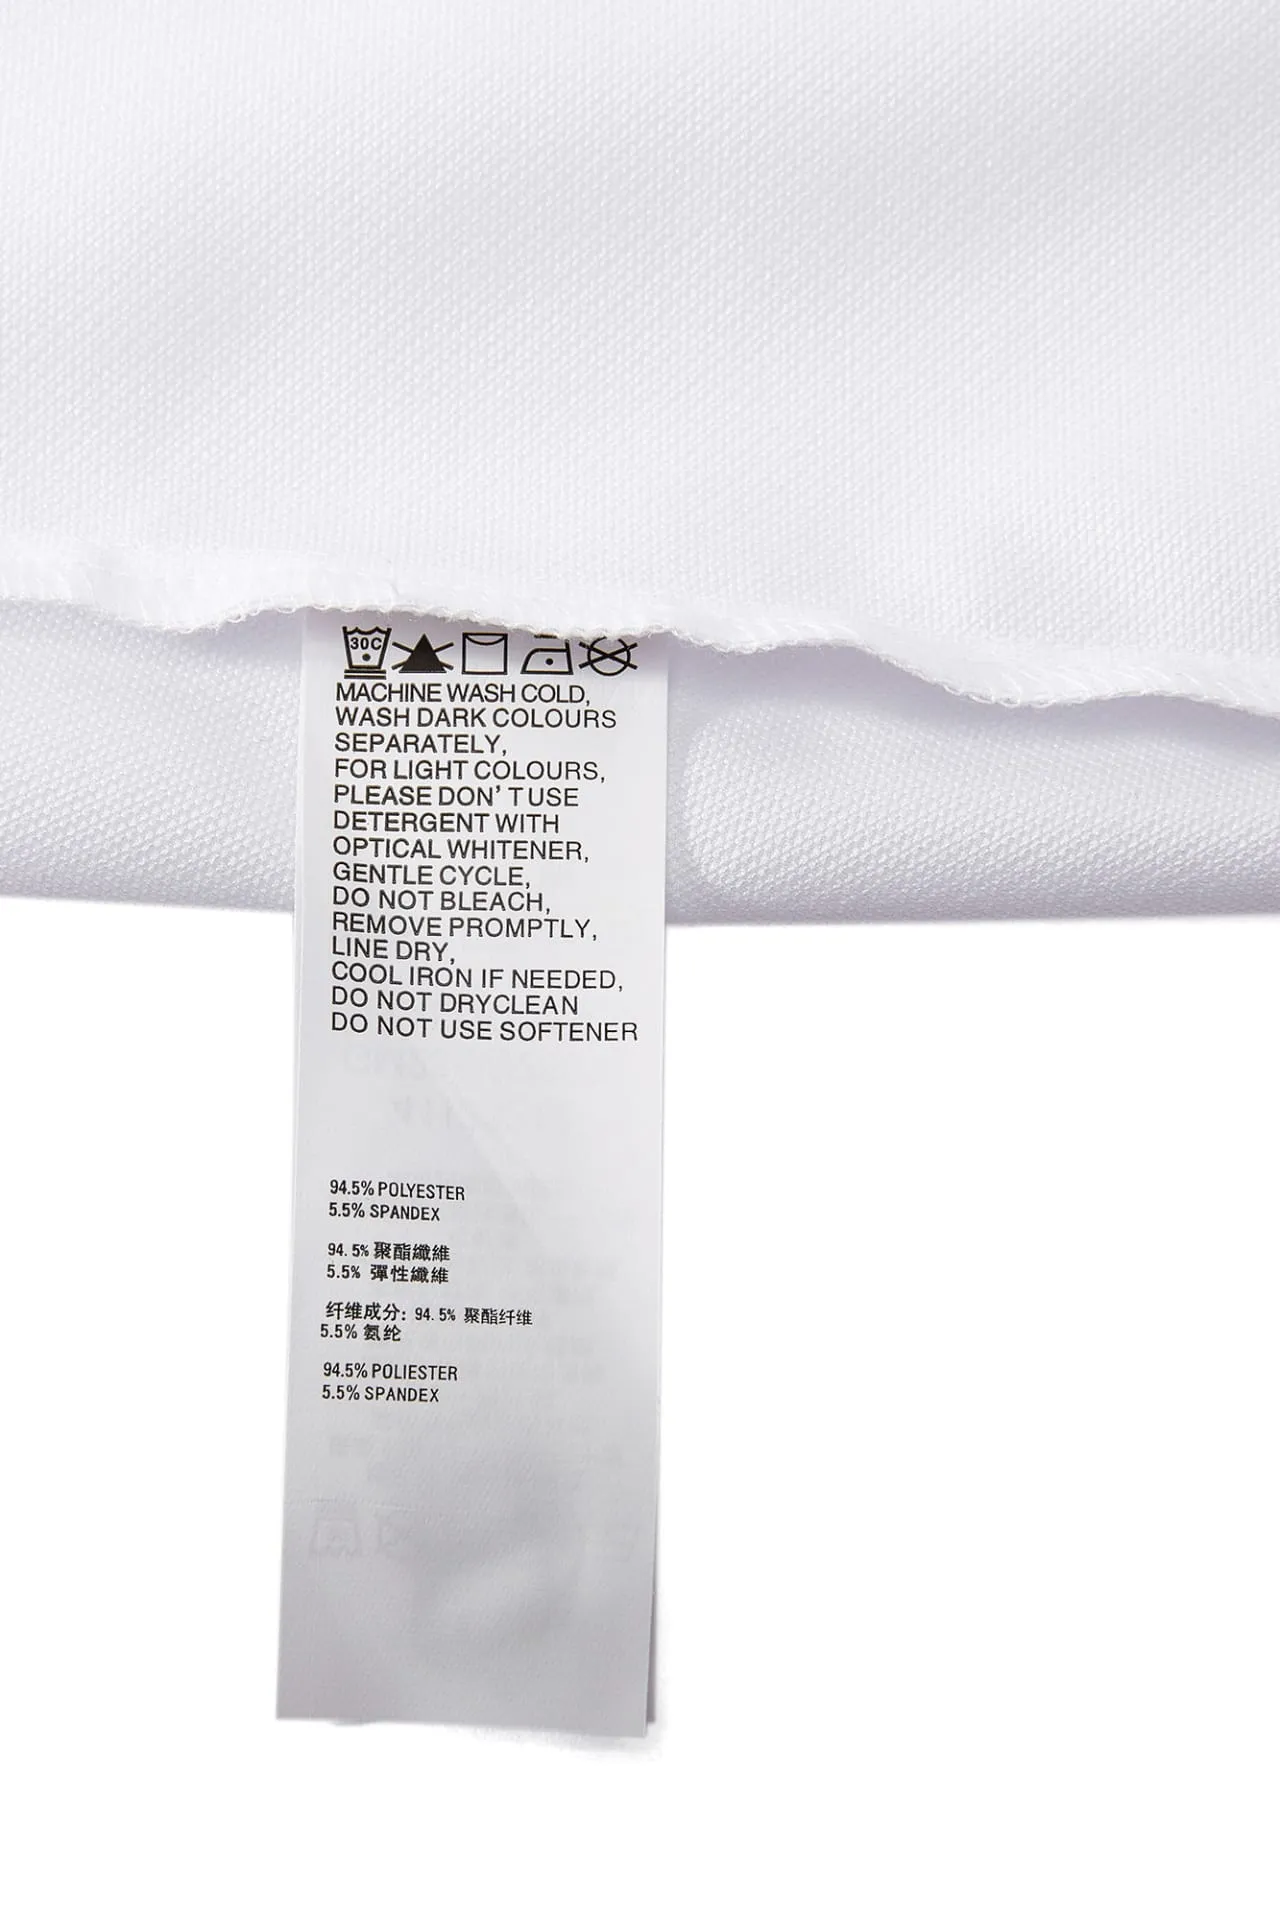 30C
MACHINE WASH COLD,
WASH DARK COLOURS
SEPARATELY,
FOR LIGHT COLOURS,
PLEASE DON'T USE
DETERGENT WITH
OPTICAL WHITENER,
GENTLE CYCLE,
DO NOT BLEACH,
REMOVE PROMPTLY,
LINE DRY,
COOL IRON IF NEEDED,
DO NOT DRYCLEAN
DO NOT USE SOFTENER
94.5% POLYESTER
5.5% SPANDEX
94.5% 聚酯纖維
5.5% 彈性纖維
纤维成分: 94.5% 聚酯纤维
5.5% 氨纶
94.5% POLIESTER
5.5% SPANDEX